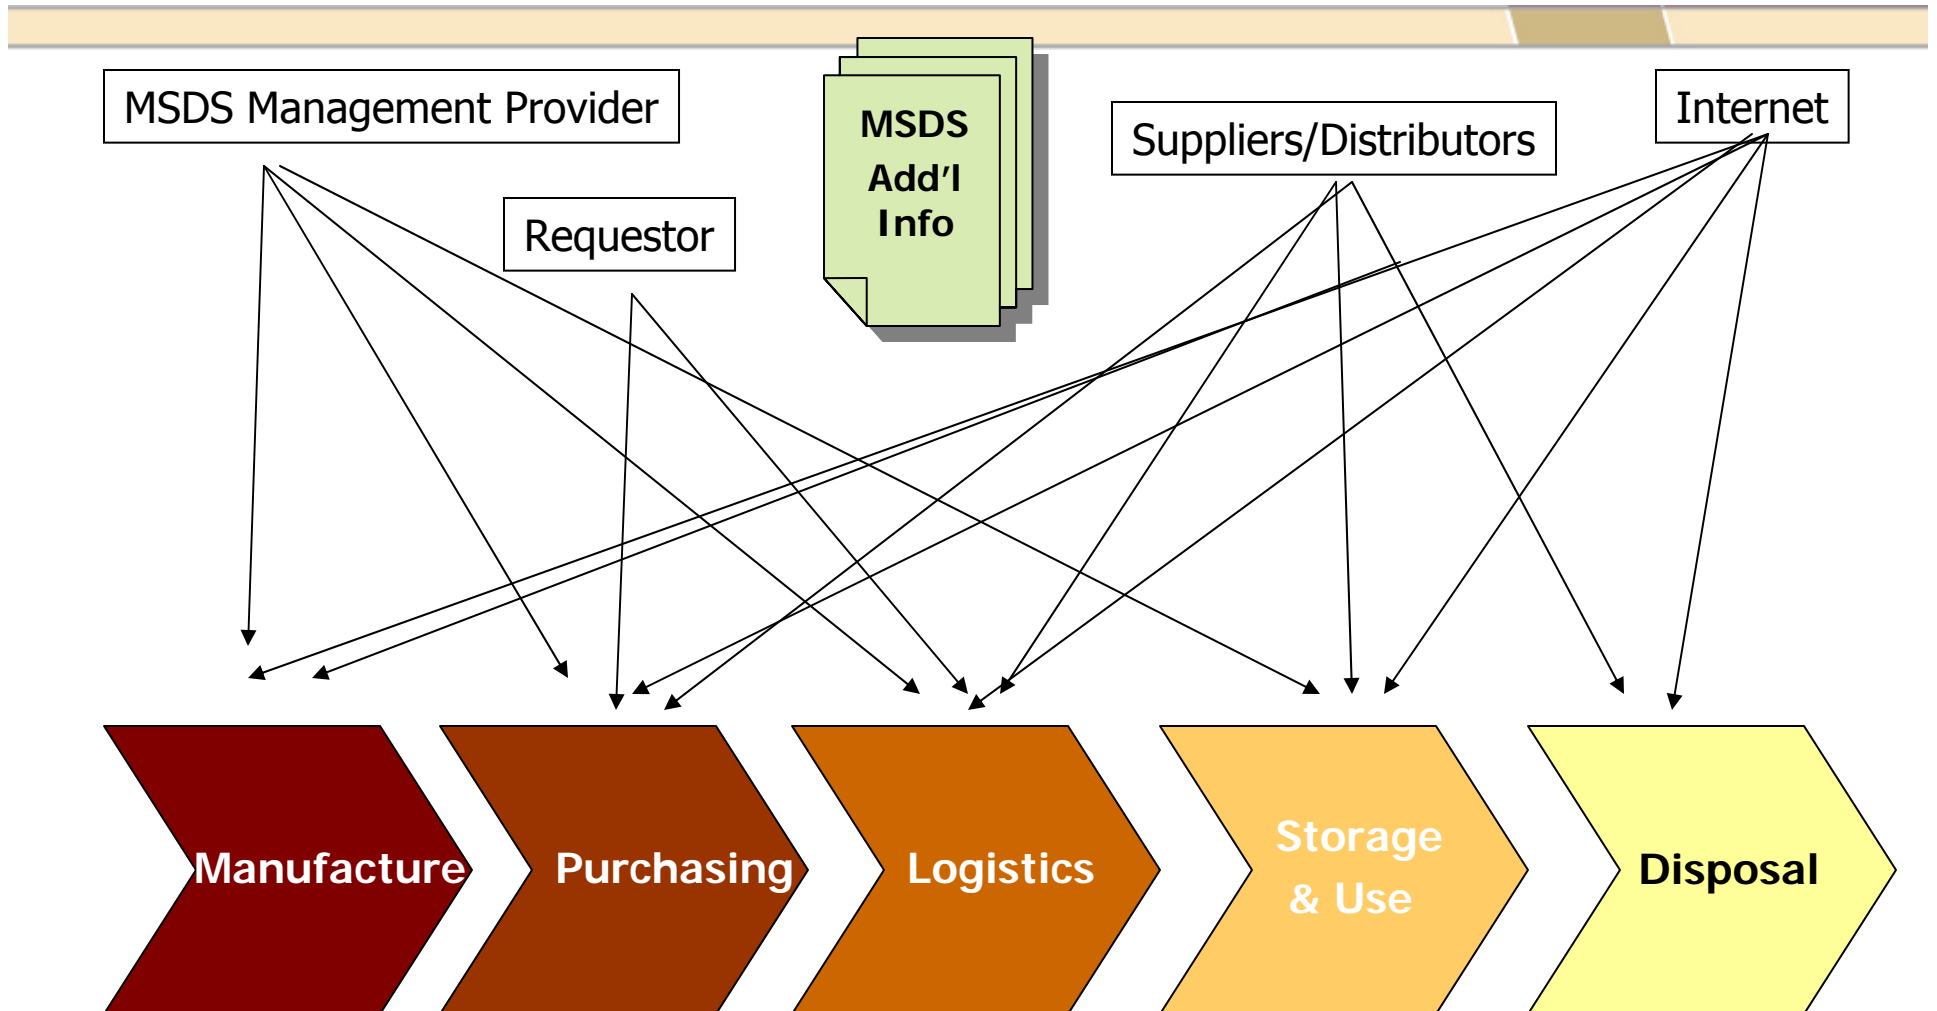 MSDS Management Provider
MSDS
Add'l
Info
Suppliers/Distributors
Internet
Requestor
Manufacture
Purchasing
Logistics
Storage
& Use
Disposal